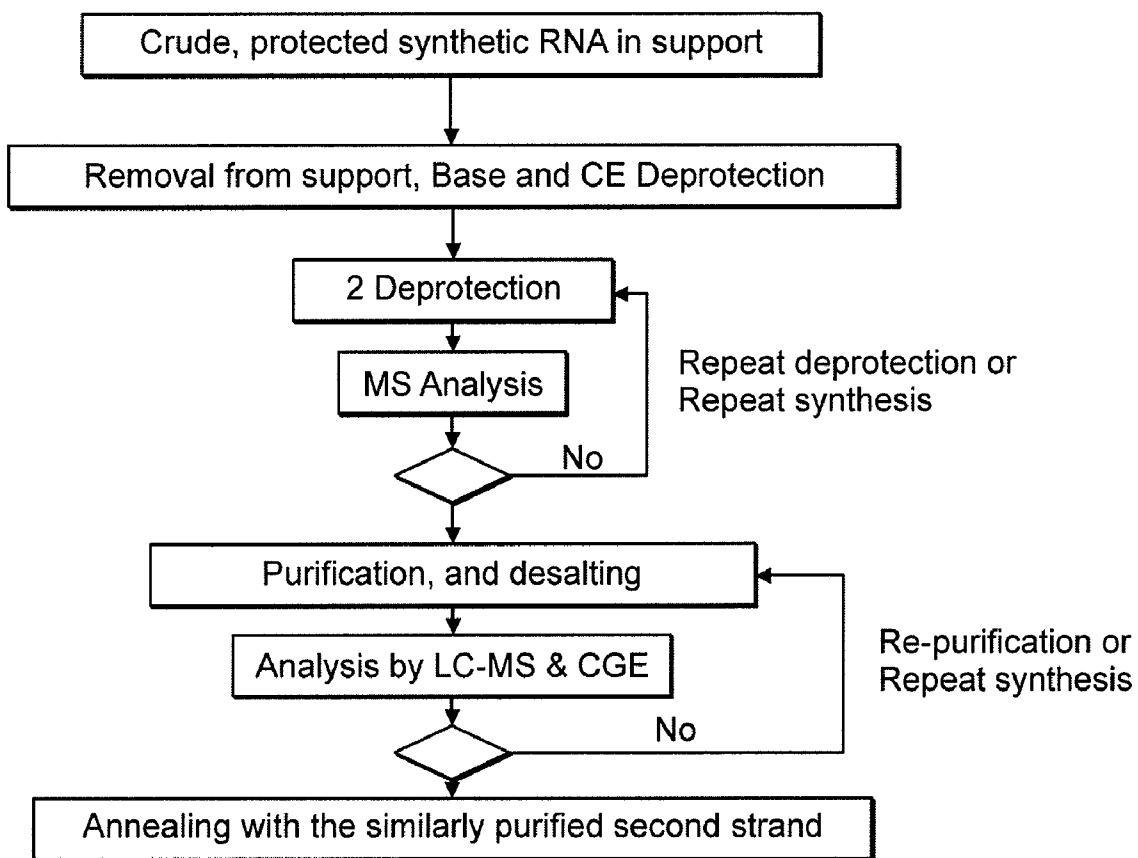 Crude, protected synthetic RNA in support
Removal from support, Base and CE Deprotection
2 Deprotection
MS Analysis
Repeat deprotection or
Repeat synthesis
No
Purification, and desalting
Analysis by LC-MS & CGE
Re-purification or
Repeat synthesis
No
Annealing with the similarly purified second strand